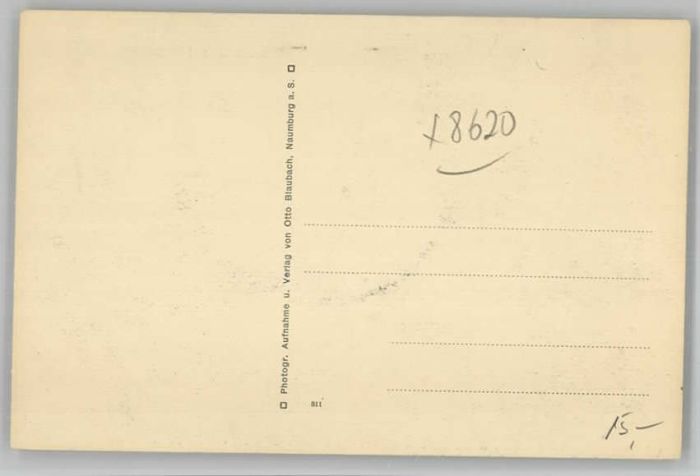 □ Photogr. Aufnahme u. Verlag von Otto Blaubach, Naumburg a. S. □
811
x8620
15,-